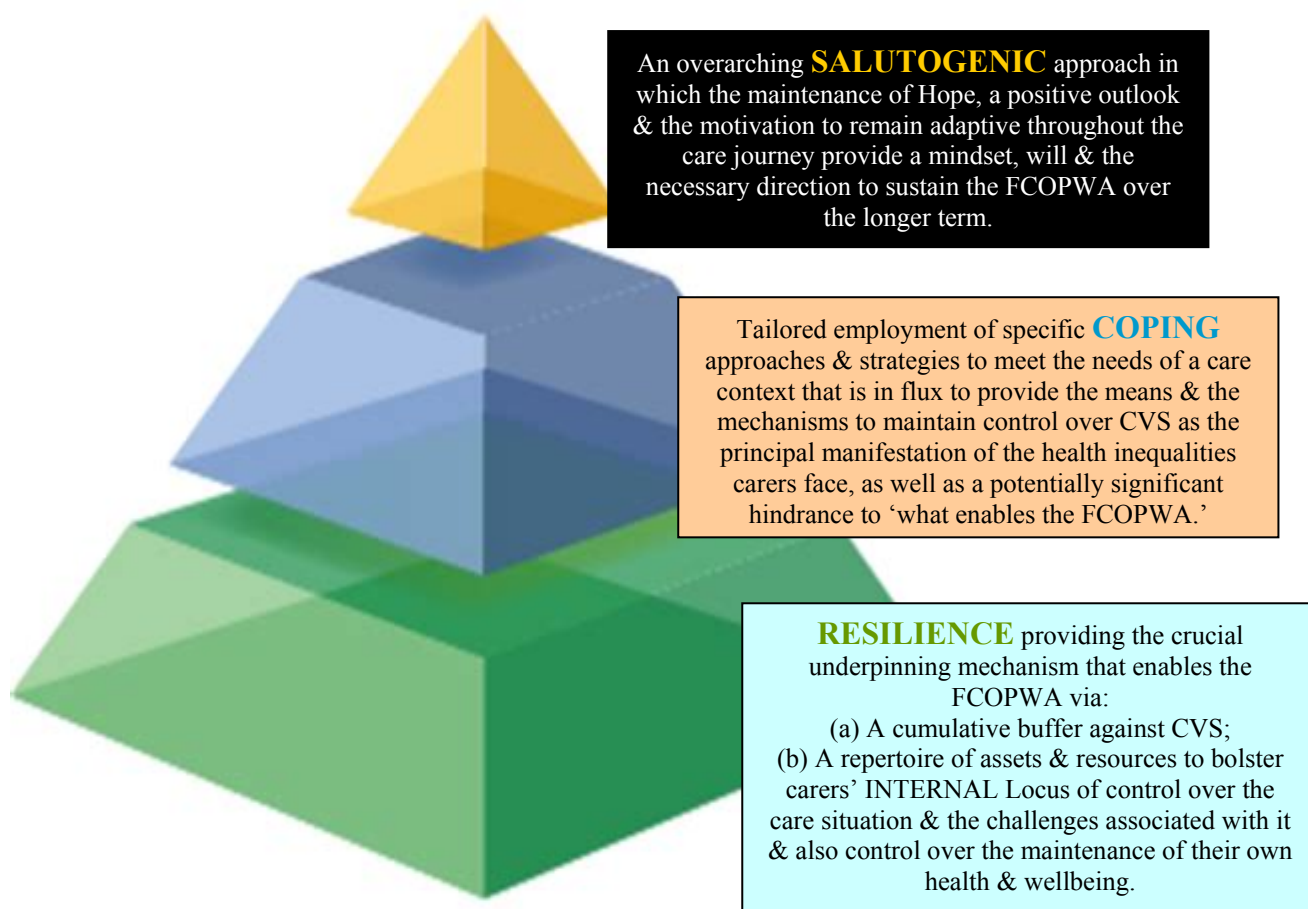 An overarching SALUTOGENIC approach in
which the maintenance of Hope, a positive outlook
& the motivation to remain adaptive throughout the
care journey provide a mindset, will & the
necessary direction to sustain the FCOPWA over
the longer term.
Tailored employment of specific COPING
approaches & strategies to meet the needs of a care
context that is in flux to provide the means & the
mechanisms to maintain control over CVS as the
principal manifestation of the health inequalities
carers face, as well as a potentially significant
hindrance to ‘what enables the FCOPWA.’
RESILIENCE providing the crucial
underpinning mechanism that enables the
FCOPWA via:
(a) A cumulative buffer against CVS;
(b) A repertoire of assets & resources to bolster
carers’ INTERNAL Locus of control over the
care situation & the challenges associated with it
& also control over the maintenance of their own
health & wellbeing.